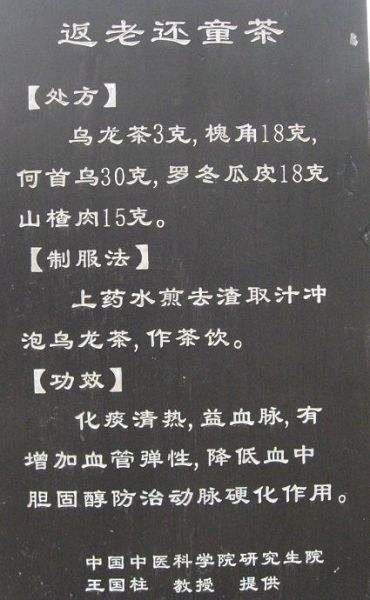 返老还童茶
【处方】
乌龙茶3克,槐角18克,
何首乌30克,罗冬瓜皮18克
山楂肉15克。
【制服法】
上药水煎去渣取汁冲
泡乌龙茶,作茶饮。
【功效】
化痰清热,益血脉,有
增加血管弹性,降低血中
胆固醇防治动脉硬化作用。
中国中医科学院研究生院
王国柱 教授 提供